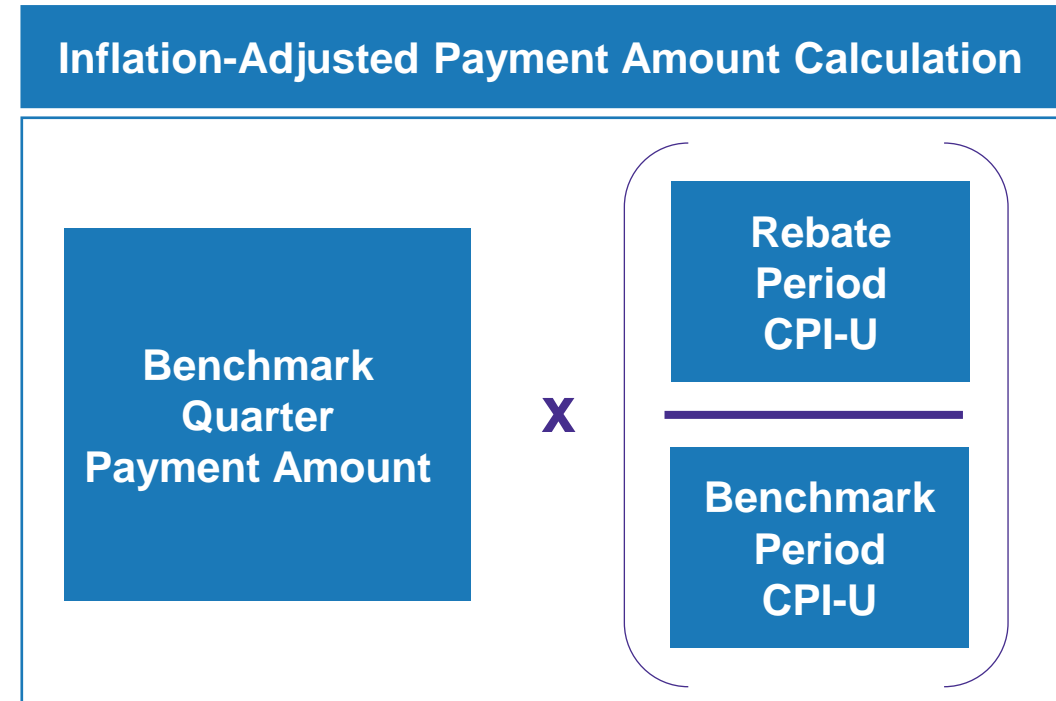 Inflation-Adjusted Payment Amount Calculation
Benchmark
Quarter
Payment Amount
x
Rebate
Period
CPI-U
Benchmark
Period
CPI-U